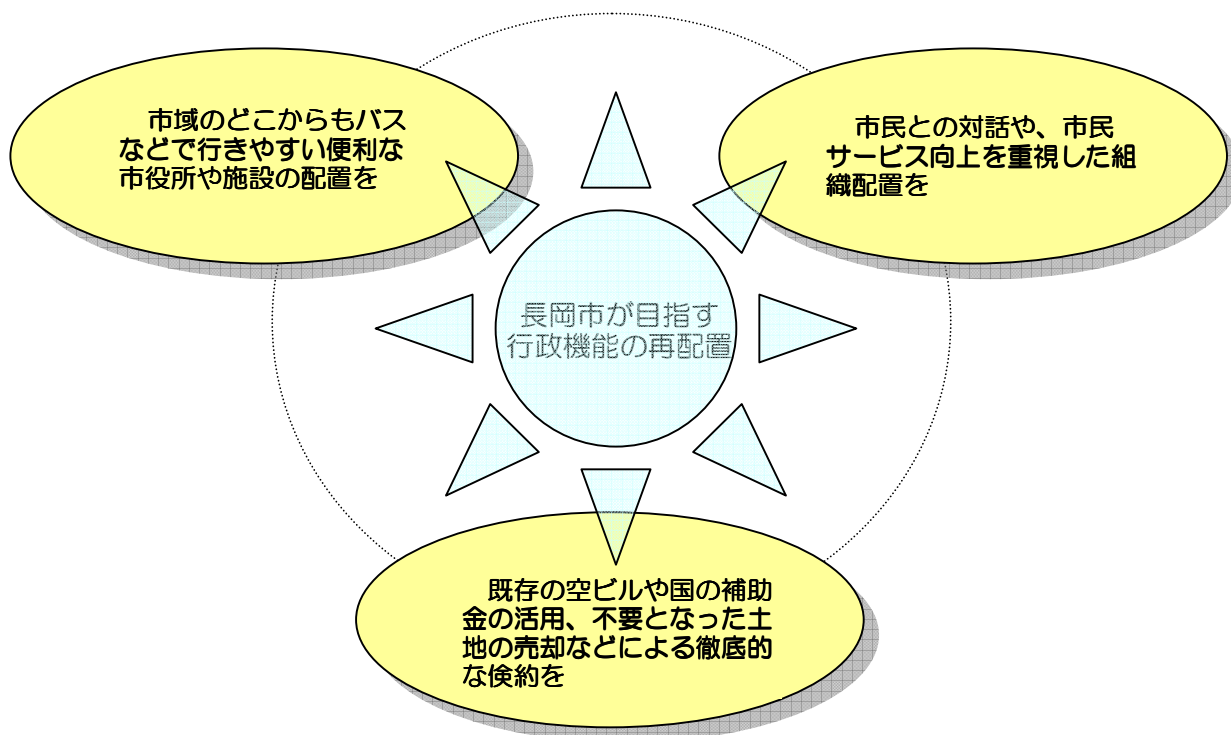 市域のどこからもバス
などで行きやすい便利な
市役所や施設の配置を
市民との対話や、市民
サービス向上を重視した組
織配置を
長岡市が目指す
行政機能の再配置
既存の空ビルや国の補助
金の活用、不要となった土
地の売却などによる徹底的
な倹約を